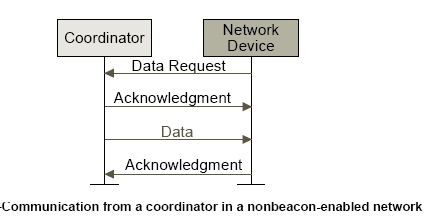 Coordinator
Network
Device
Data Request
Acknowledgment
Data
Acknowledgment
-Communication from a coordinator in a nonbeacon-enabled network